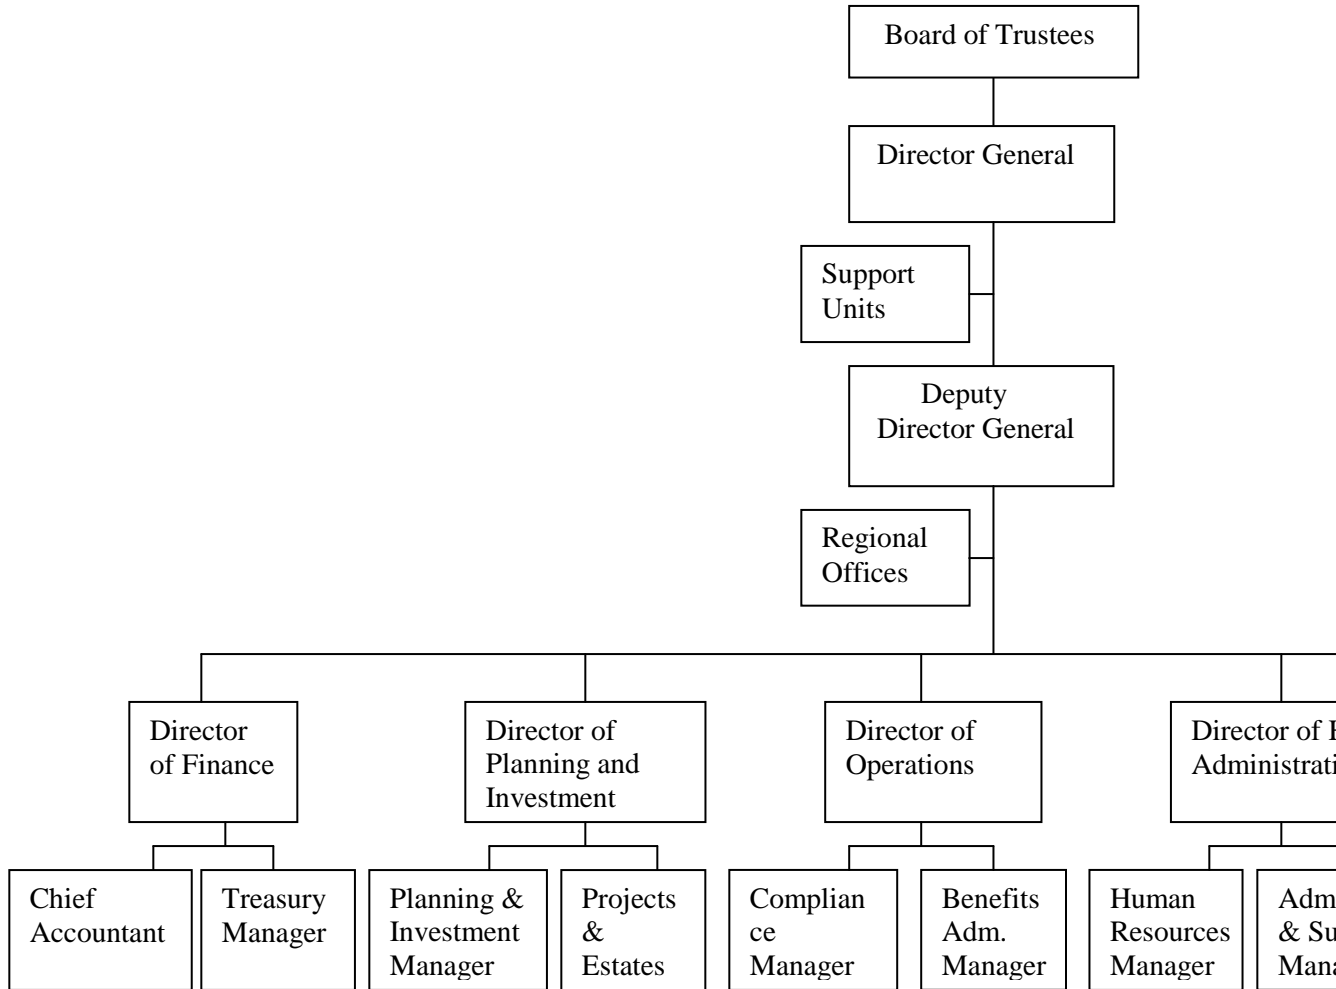 Board of Trustees
Director General
Support
Units
Deputy
Director General
Regional
Offices
Director
of Finance
Director of
Planning and
Investment
Director of
Operations
Director of
Chief
Accountant
Treasury
Manager
Planning &
Investment
Manager
Projects
&
Estates
Complian
ce
Manager
Benefits
Adm.
Manager
Human
Resources
Manager
&